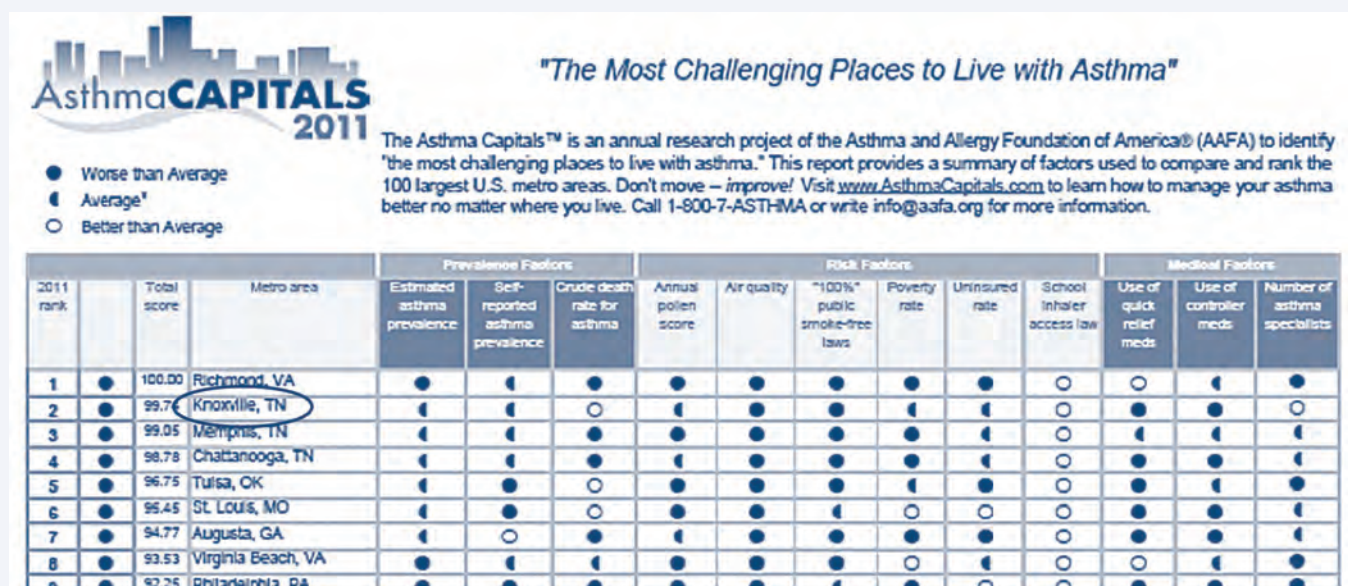 AsthmaCAPITALS
2011
"The Most Challenging Places to Live with Asthma"
The Asthma Capitals™ is an annual research project of the Asthma and Allergy Foundation of America® (AAFA) to identify
"the most challenging places to live with asthma." This report provides a summary of factors used to compare and rank the
100 largest U.S. metro areas. Don't move – improve! Visit www.AsthmaCapitals.com to learn how to manage your asthma
better no matter where you live. Call 1-800-7-ASTHMA or write info@aafa.org for more information.
Worse than Average
Average*
Better than Average
Prevalence Factors Risk Factors Medical Factors
2011 rank Total score Metro area Estimated asthma prevalence Self-reported asthma prevalence Crude death rate for asthma Annual pollen score Air quality "100%" public smoke-free laws Poverty rate Uninsured rate School inhaler access law Use of quick relief meds Use of controller meds Number of asthma specialists
1 100.00 Richmond, VA
2 Knoxville, TN
3 99.05 Memphis, TN
4 98.78 Chattanooga, TN
5 96.75 Tulsa, OK
6 95.45 St. Louis, MO
7 94.77 Augusta, GA
8 93.53 Virginia Beach, VA
92.25 Philadelphia, PA